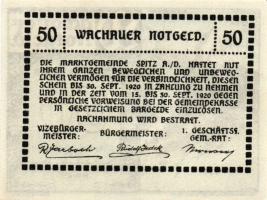 50 WACHAUER NOTGELD. 50
DIE MARKTGEMEINDE SPITZ A./D. HAFTET MIT
IHREM GANZEN BEWEGLICHEN UND UNBEWEG-
LICHEN VERMÖGEN FÜR DIE VERBINDLICHKEIT, DIESEN
SCHEIN BIS 30. SEPT. 1920 IN ZAHLUNG ZU NEHMEN
UND IN DER ZEIT VOM 15. BIS 30. SEPT. 1920 GEGEN
PERSÖNLICHE VORWEISUNG BEI DER GEMEINDEKASSE
IN GESETZLICHEM BARGELDE EINZULÖSEN.
NACHAHMUNG WIRD BESTRAFT.
VIZEBÜRGER- BÜRGERMEISTER: 1. GESCHÄFTSF.
MEISTER: GEM.-RAT: